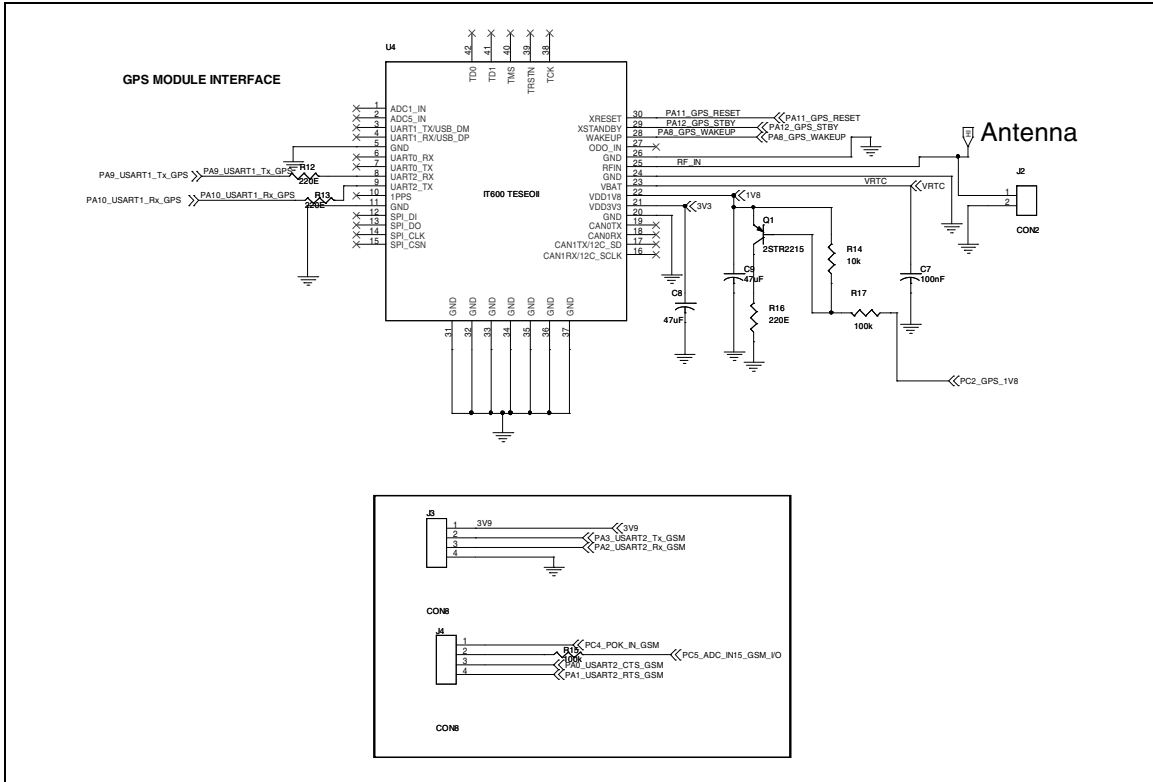 GPS MODULE INTERFACE
U4
42 41 40 39 38
TD0 TD1 TMS TRSTN TCK
1 ADC1_IN
2 ADC5_IN
3 UART1_TX/USB_DM
4 UART1_RX/USB_DP
5 GND
6 UART0_RX
7 UART0_TX
8 UART2_RX
9 UART2_TX
10 1PPS
11 GND
12 SPI_DI
13 SPI_DO
14 SPI_CLK
15 SPI_CSN
IT600 TESEOII
XRESET 30
XSTANDBY 29
WAKEUP 28
ODO_IN 27
GND 26
RFIN 25
GND 24
VBAT 23
VDD1V8 22
VDD3V3 21
GND 20
CAN0TX 19
CAN0RX 18
CAN1TX/12C_SD 17
CAN1RX/12C_SCLK 16
GND GND GND GND GND GND GND
31 32 33 34 35 36 37
PA9_USART1_Tx_GPS
PA9_USART1_Tx_GPS
R12
220E
PA10_USART1_Rx_GPS
PA10_USART1_Rx_GPS
R13
220E
PA11_GPS_RESET
PA11_GPS_RESET
PA12_GPS_STBY
PA12_GPS_STBY
PA8_GPS_WAKEUP
PA8_GPS_WAKEUP
RF_IN
Antenna
VRTC
VRTC
1V8
3V3
J2
1
2
CON2
Q1
2STR2215
R14
10k
C9
47uF
C7
100nF
C8
47uF
R16
220E
R17
100k
PC2_GPS_1V8
J3
1 3V9
3V9
2 PA3_USART2_Tx_GSM
3 PA2_USART2_Rx_GSM
4
CON8
J4
1 PC4_POK_IN_GSM
2 R15
100k
PC5_ADC_IN15_GSM_I/O
3 PA0_USART2_CTS_GSM
4 PA1_USART2_RTS_GSM
CON8